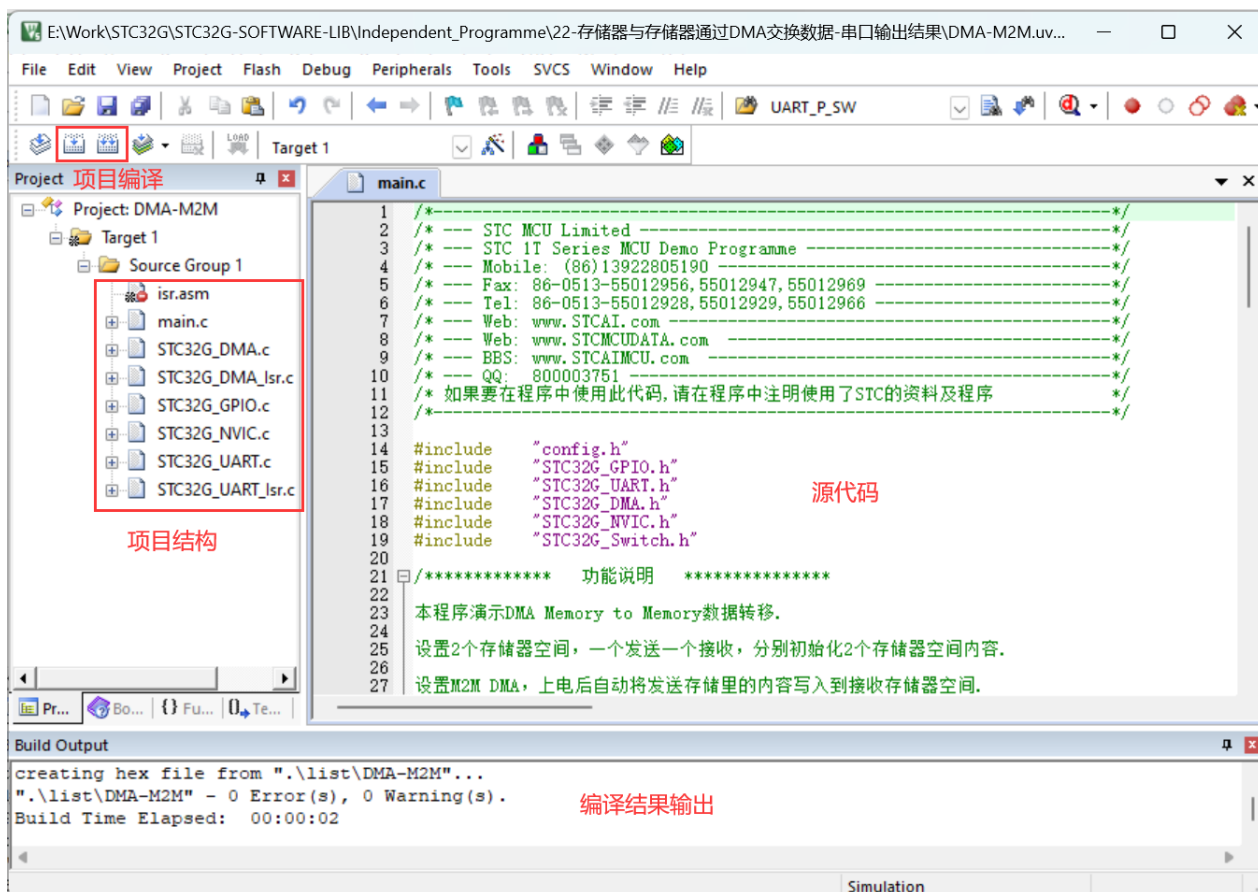 E:\Work\STC32G\STC32G-SOFTWARE-LIB\Independent_Programme\22-存储器与存储器通过DMA交换数据-串口输出结果\DMA-M2M.uv...
File Edit View Project Flash Debug Peripherals Tools SVCS Window Help
UART_P_SW
LOAD Target 1
Project 项目编译
main.c
Project: DMA-M2M
Target 1
Source Group 1
isr.asm
main.c
STC32G_DMA.c
STC32G_DMA_Isr.c
STC32G_GPIO.c
STC32G_NVIC.c
STC32G_UART.c
STC32G_UART_Isr.c
项目结构
1 /*---------------------------------------------------------------------*/
2 /* --- STC MCU Limited ------------------------------------------------*/
3 /* --- STC 1T Series MCU Demo Programme -------------------------------*/
4 /* --- Mobile: (86)13922805190 ----------------------------------------*/
5 /* --- Fax: 86-0513-55012956,55012947,55012969 ------------------------*/
6 /* --- Tel: 86-0513-55012928,55012929,55012966 ------------------------*/
7 /* --- Web: www.STCAI.com ---------------------------------------------*/
8 /* --- Web: www.STCMCUDATA.com ---------------------------------------*/
9 /* --- BBS: www.STCAIMCU.com -----------------------------------------*/
10 /* --- QQ: 800003751 -------------------------------------------------*/
11 /* 如果要在程序中使用此代码,请在程序中注明使用了STC的资料及程序 */
12 /*---------------------------------------------------------------------*/
13
14 #include "config.h"
15 #include "STC32G_GPIO.h"
16 #include "STC32G_UART.h"
17 #include "STC32G_DMA.h"
18 #include "STC32G_NVIC.h"
19 #include "STC32G_Switch.h"
源代码
20
21 /************* 功能说明 ***************
22
23 本程序演示DMA Memory to Memory数据转移.
24
25 设置2个存储器空间，一个发送一个接收，分别初始化2个存储器空间内容.
26
27 设置M2M DMA，上电后自动将发送存储里的内容写入到接收存储器空间.
Pr... Bo... {} Fu... Te...
Build Output
creating hex file from ".\list\DMA-M2M"...
".\list\DMA-M2M" - 0 Error(s), 0 Warning(s).
Build Time Elapsed: 00:00:02
编译结果输出
Simulation